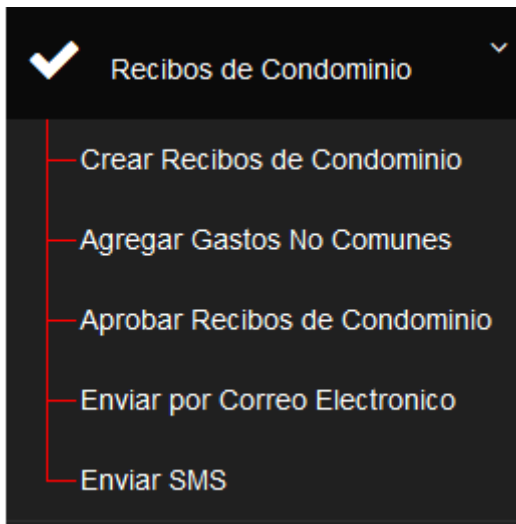 Recibos de Condominio
Crear Recibos de Condominio
Agregar Gastos No Comunes
Aprobar Recibos de Condominio
Enviar por Correo Electronico
Enviar SMS